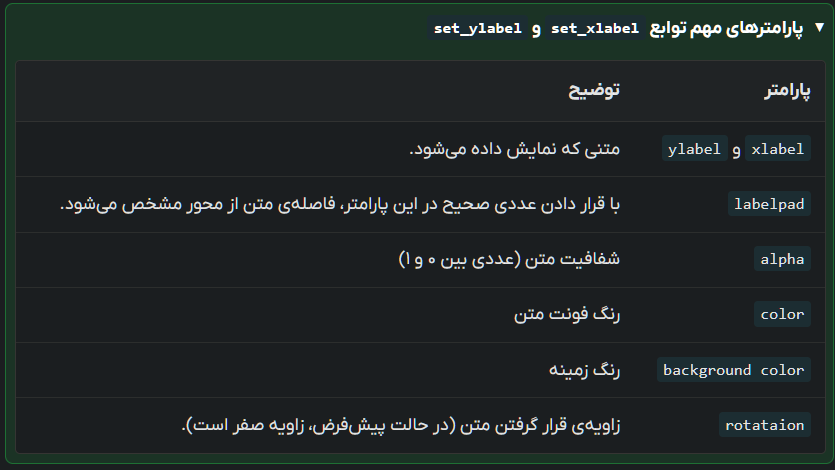 ▼ پارامترهای مهم توابع set_xlabel و set_ylabel
پارامتر توضیح
xlabel و ylabel متنی که نمایش داده می‌شود.
labelpad با قرار دادن عددی صحیح در این پارامتر، فاصله‌ی متن از محور مشخص می‌شود.
alpha شفافیت متن (عددی بین ۰ و ۱)
color رنگ فونت متن
background color رنگ زمینه
rotataion زاویه‌ی قرار گرفتن متن (در حالت پیش‌فرض، زاویه صفر است).